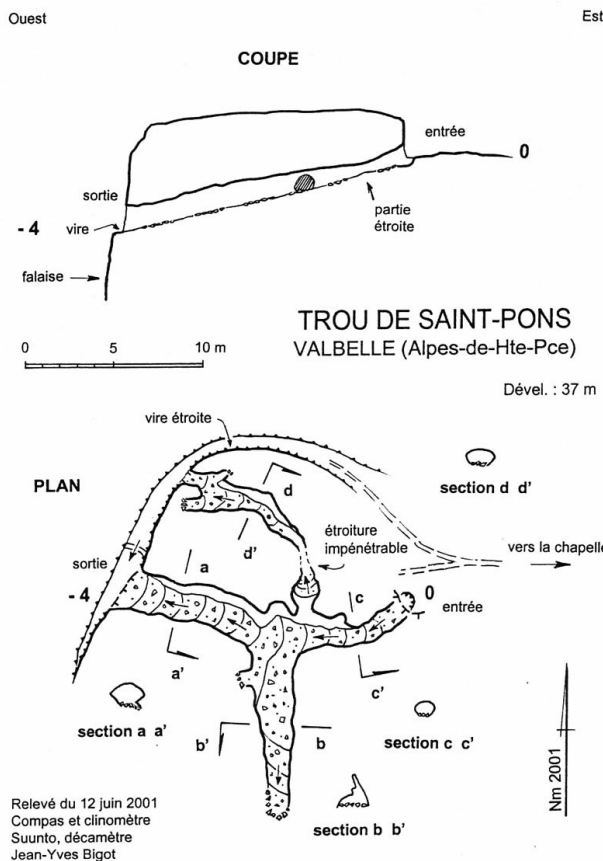 Ouest
Est
COUPE
entrée
0
sortie
partie
étroite
- 4
vire
falaise
TROU DE SAINT-PONS
VALBELLE (Alpes-de-Hte-Pce)
0 5 10 m
Dével. : 37 m
vire étroite
PLAN
d
section d d'
d'
étroiture
impénétrable
vers la chapelle
sortie
a
- 4
c
0
entrée
a'
c'
section a a'
b'
b
section c c'
Nm 2001
section b b'
Relevé du 12 juin 2001
Compas et clinomètre
Suunto, décamètre
Jean-Yves Bigot